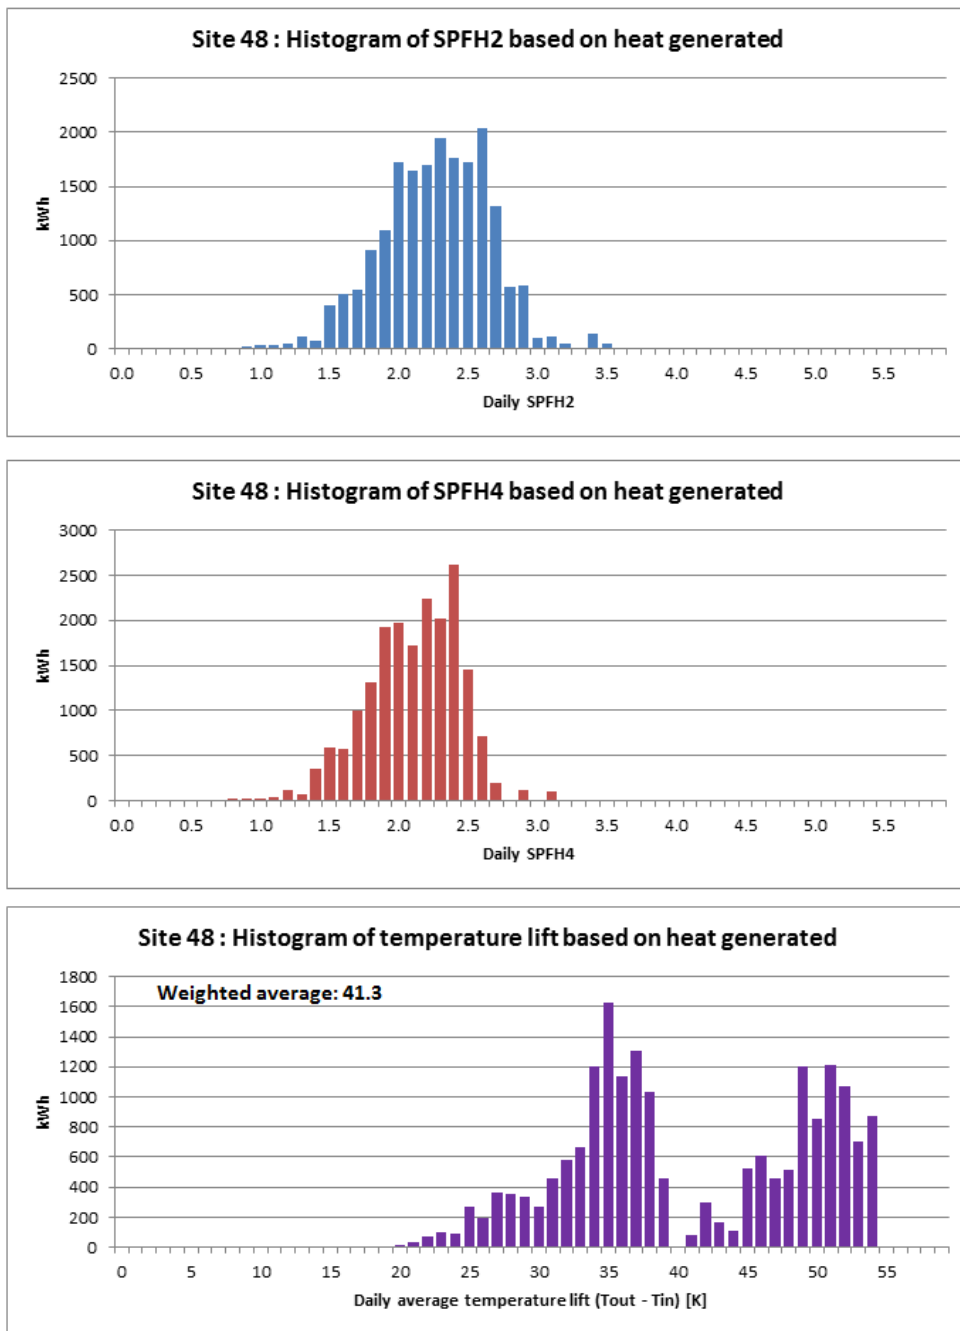 Site 48 : Histogram of SPFH2 based on heat generated
2500
2000
1500
1000
500
0
kWh
0.0 0.5 1.0 1.5 2.0 2.5 3.0 3.5 4.0 4.5 5.0 5.5
Daily SPFH2
Site 48 : Histogram of SPFH4 based on heat generated
3000
2500
2000
1500
1000
500
0
kWh
0.0 0.5 1.0 1.5 2.0 2.5 3.0 3.5 4.0 4.5 5.0 5.5
Daily SPFH4
Site 48 : Histogram of temperature lift based on heat generated
Weighted average: 41.3
1800
1600
1400
1200
1000
800
600
400
200
0
kWh
0 5 10 15 20 25 30 35 40 45 50 55
Daily average temperature lift (Tout - Tin) [K]